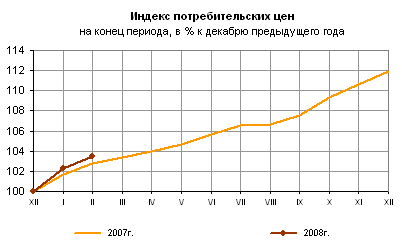 Индекс потребительских цен
на конец периода, в % к декабрю предыдущего года
114
112
110
108
106
104
102
100
XII I II III IV V VI VII VIII IX X XI XII
2007г. 2008г.